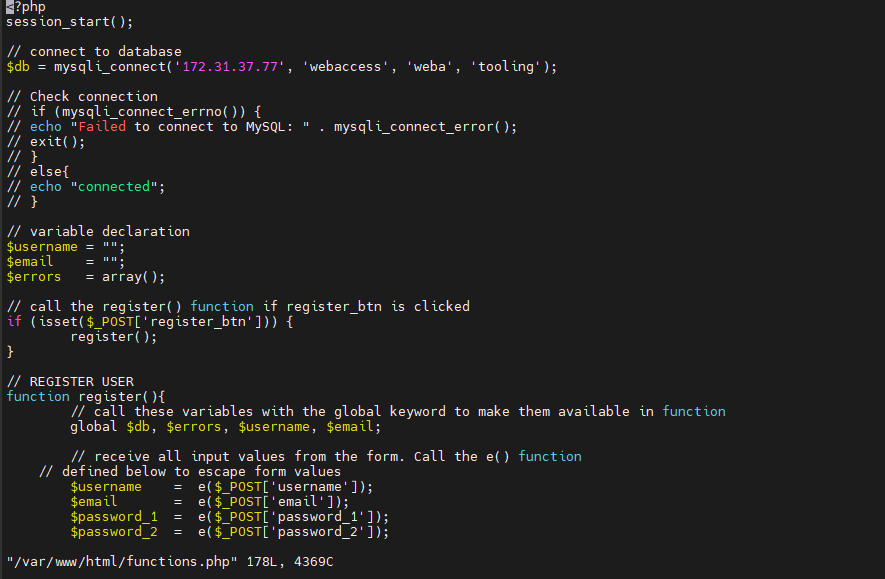 <?php
session_start();

// connect to database
$db = mysqli_connect('172.31.37.77', 'webaccess', 'weba', 'tooling');

// Check connection
// if (mysqli_connect_errno()) {
// echo "Failed to connect to MySQL: " . mysqli_connect_error();
// exit();
// }
// else{
// echo "connected";
// }

// variable declaration
$username = "";
$email    = "";
$errors   = array();

// call the register() function if register_btn is clicked
if (isset($_POST['register_btn'])) {
        register();
}

// REGISTER USER
function register(){
        // call these variables with the global keyword to make them available in function
        global $db, $errors, $username, $email;

        // receive all input values from the form. Call the e() function
    // defined below to escape form values
        $username    =  e($_POST['username']);
        $email       =  e($_POST['email']);
        $password_1  =  e($_POST['password_1']);
        $password_2  =  e($_POST['password_2']);

"/var/www/html/functions.php" 178L, 4369C